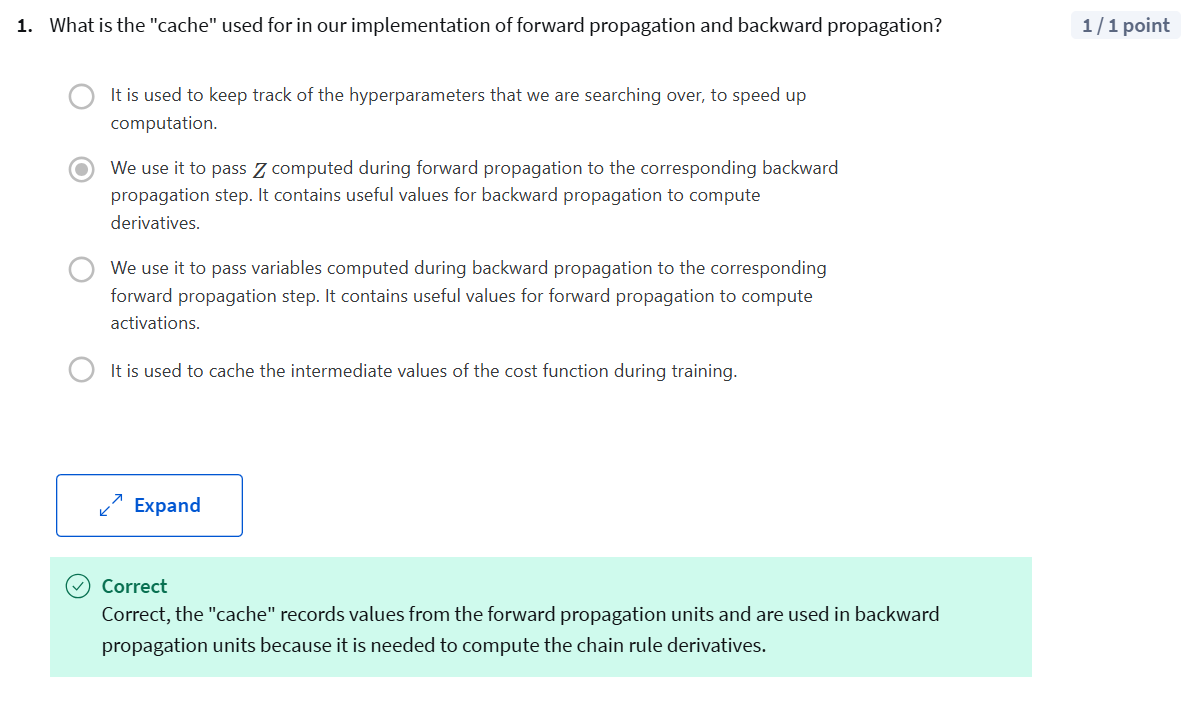 1. What is the "cache" used for in our implementation of forward propagation and backward propagation?
1 / 1 point
It is used to keep track of the hyperparameters that we are searching over, to speed up
computation.
We use it to pass Z computed during forward propagation to the corresponding backward
propagation step. It contains useful values for backward propagation to compute
derivatives.
We use it to pass variables computed during backward propagation to the corresponding
forward propagation step. It contains useful values for forward propagation to compute
activations.
It is used to cache the intermediate values of the cost function during training.
Expand
Correct
Correct, the "cache" records values from the forward propagation units and are used in backward
propagation units because it is needed to compute the chain rule derivatives.